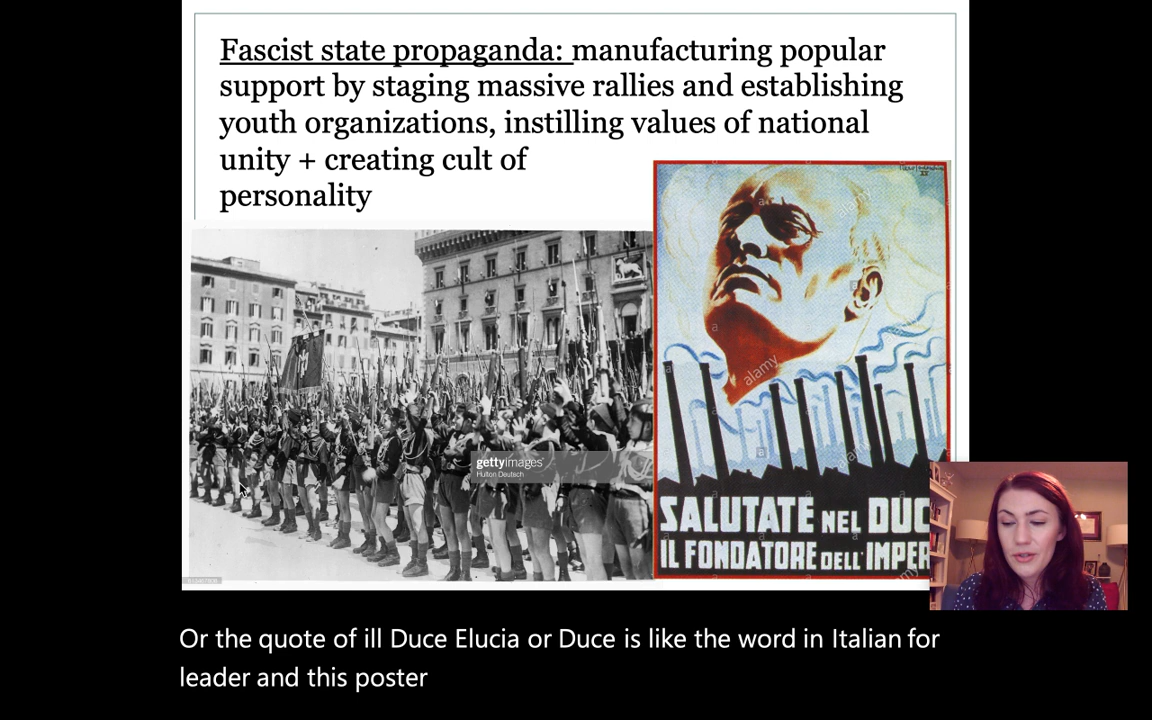 Fascist state propaganda: manufacturing popular
support by staging massive rallies and establishing
youth organizations, instilling values of national
unity + creating cult of
personality
gettyimages
Hulton Deutsch
a
alamy
SALUTATE NEL DUC
IL FONDATORE DELL'IMPER
Or the quote of ill Duce Elucia or Duce is like the word in Italian for
leader and this poster